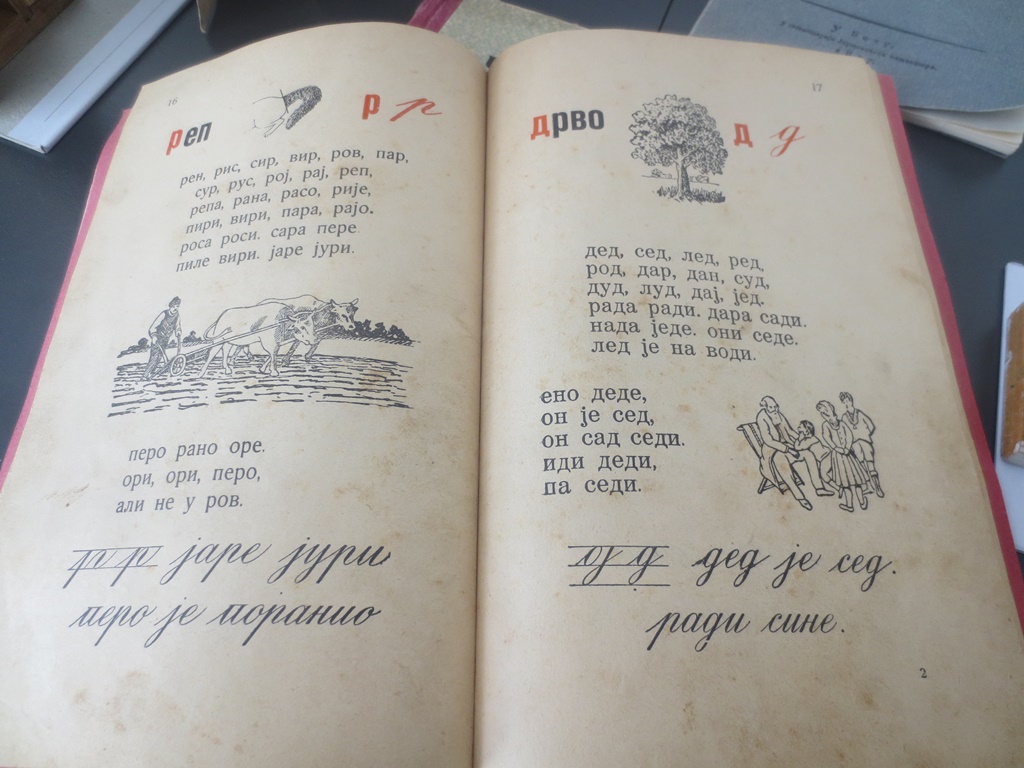 16
реп
р р
рен, рис, сир, вир, ров, пар,
сур, рус, рој, рај, реп,
репа, рана, расо, рије,
пири, вири, пара, рајо.
роса роси. сара пере
пиле вири. јаре јури.
перо рано оре.
ори, ори, перо,
али не у ров.
р р јаре јури
перо је поранио
17
дрво
д д
дед, сед, лед, ред,
род, дар, дан, суд,
дуд, луд, дај, јед.
рада ради. дара сади.
нада једе. они седе.
лед је на води.
ено деде,
он је сед,
он сад седи.
иди деди,
па седи.
д д дед је сед.
ради сине.
2